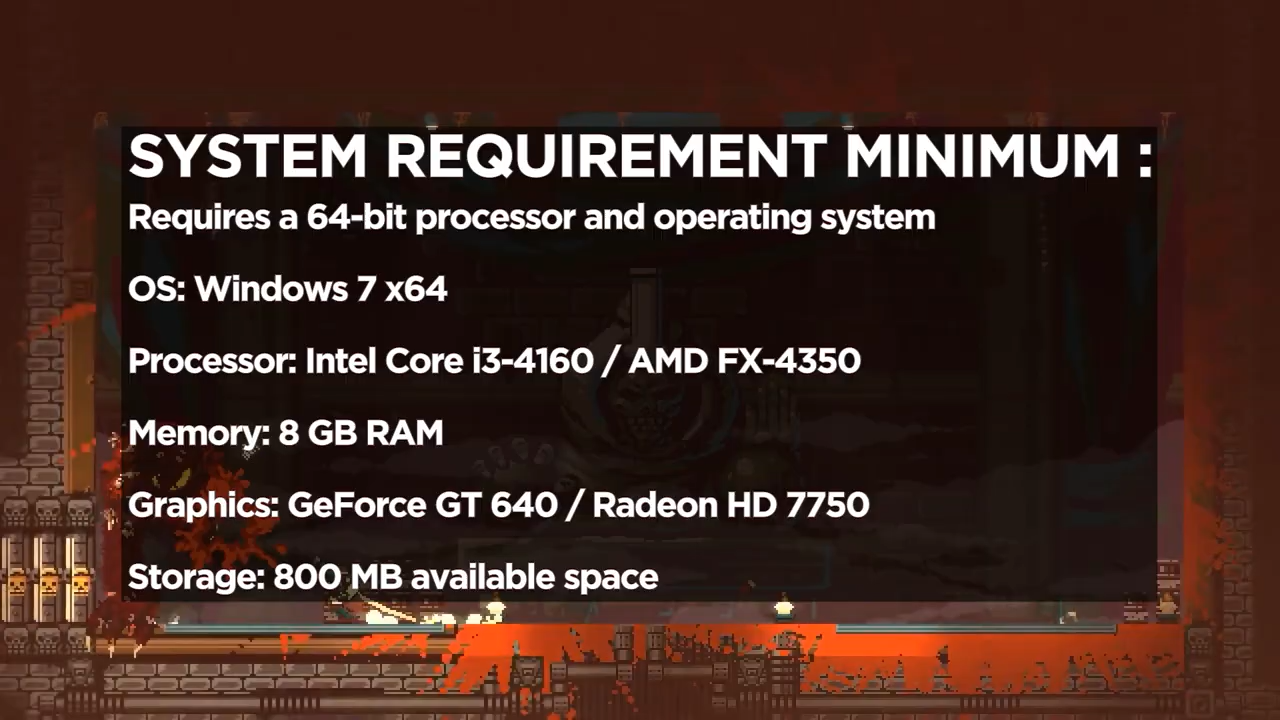 SYSTEM REQUIREMENT MINIMUM :
Requires a 64-bit processor and operating system
OS: Windows 7 x64
Processor: Intel Core i3-4160 / AMD FX-4350
Memory: 8 GB RAM
Graphics: GeForce GT 640 / Radeon HD 7750
Storage: 800 MB available space